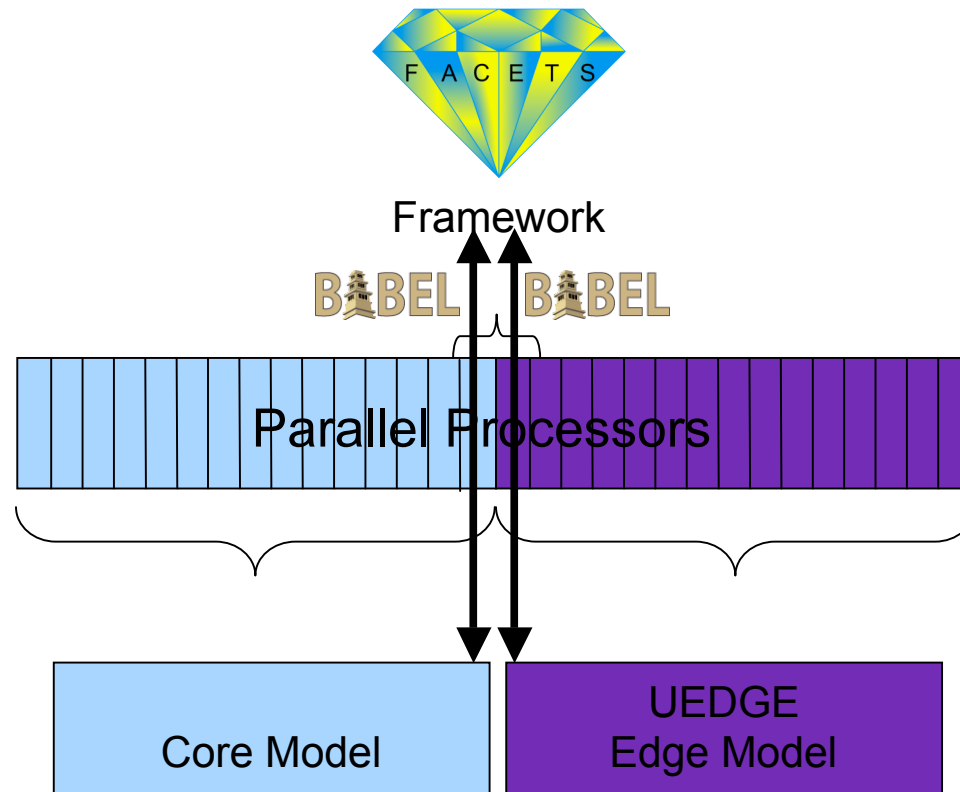 F A C E T S
Framework
BABEL BABEL
Parallel Processors
Core Model
UEDGE
Edge Model